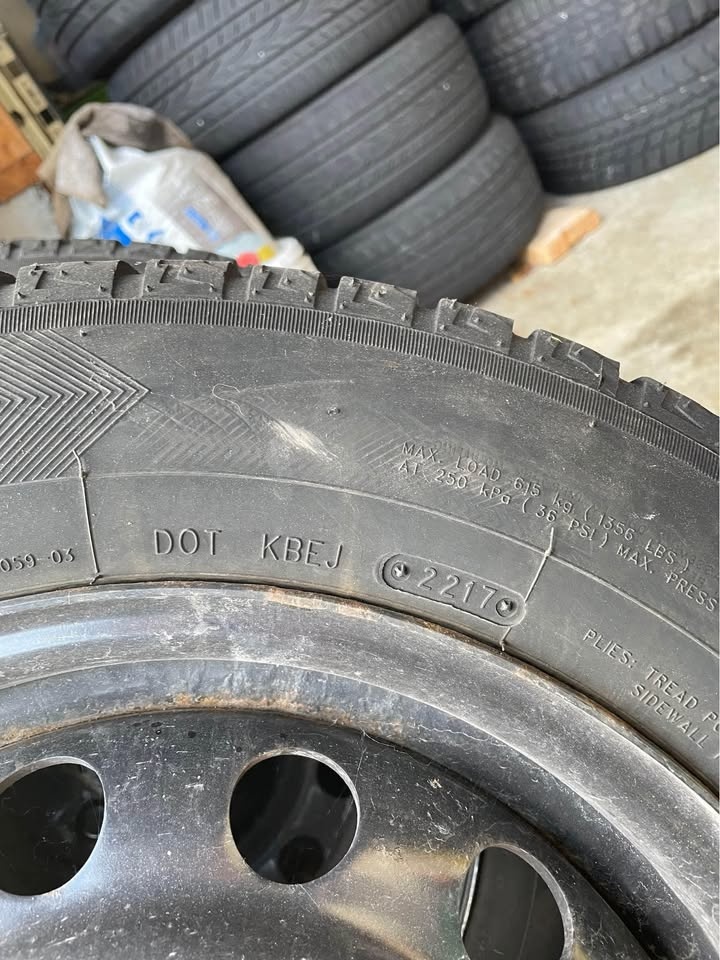 MAX. LOAD 615 kg (1356 LBS.)
AT 250 kPa (36 PSI) MAX. PRESS
059-03
DOT KBEJ 2217
PLIES: TREAD
SIDEWALL